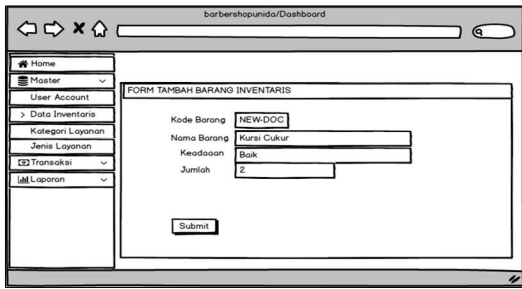 barbershopunida/Dashboard
Home
Master
User Account
> Data Inventaris
Kategori Layanan
Jenis Layanan
Transaksi
Laporan
FORM TAMBAH BARANG INVENTARIS
Kode Barang NEW-DOC
Nama Barang Kursi Cukur
Keadaaan Baik
Jumlah 2
Submit